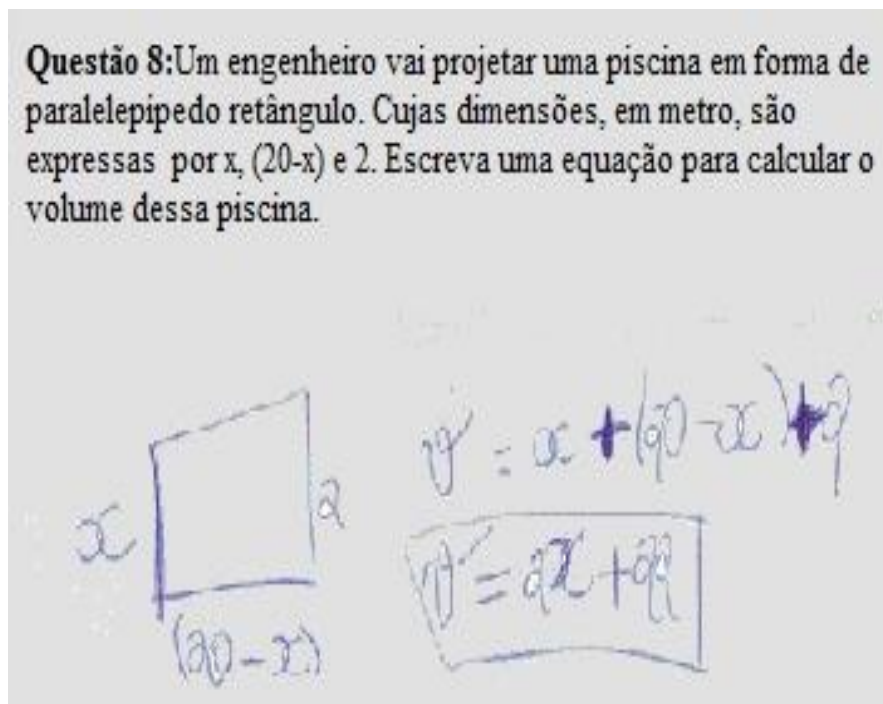 Questão 8:Um engenheiro vai projetar uma piscina em forma de
paralelepipedo retângulo. Cujas dimensões, em metro, são
expressas por x, (20-x) e 2. Escreva uma equação para calcular o
volume dessa piscina.
v = x + (20 - x) + 2
x
2
v = 2x + 22
(20 - x)